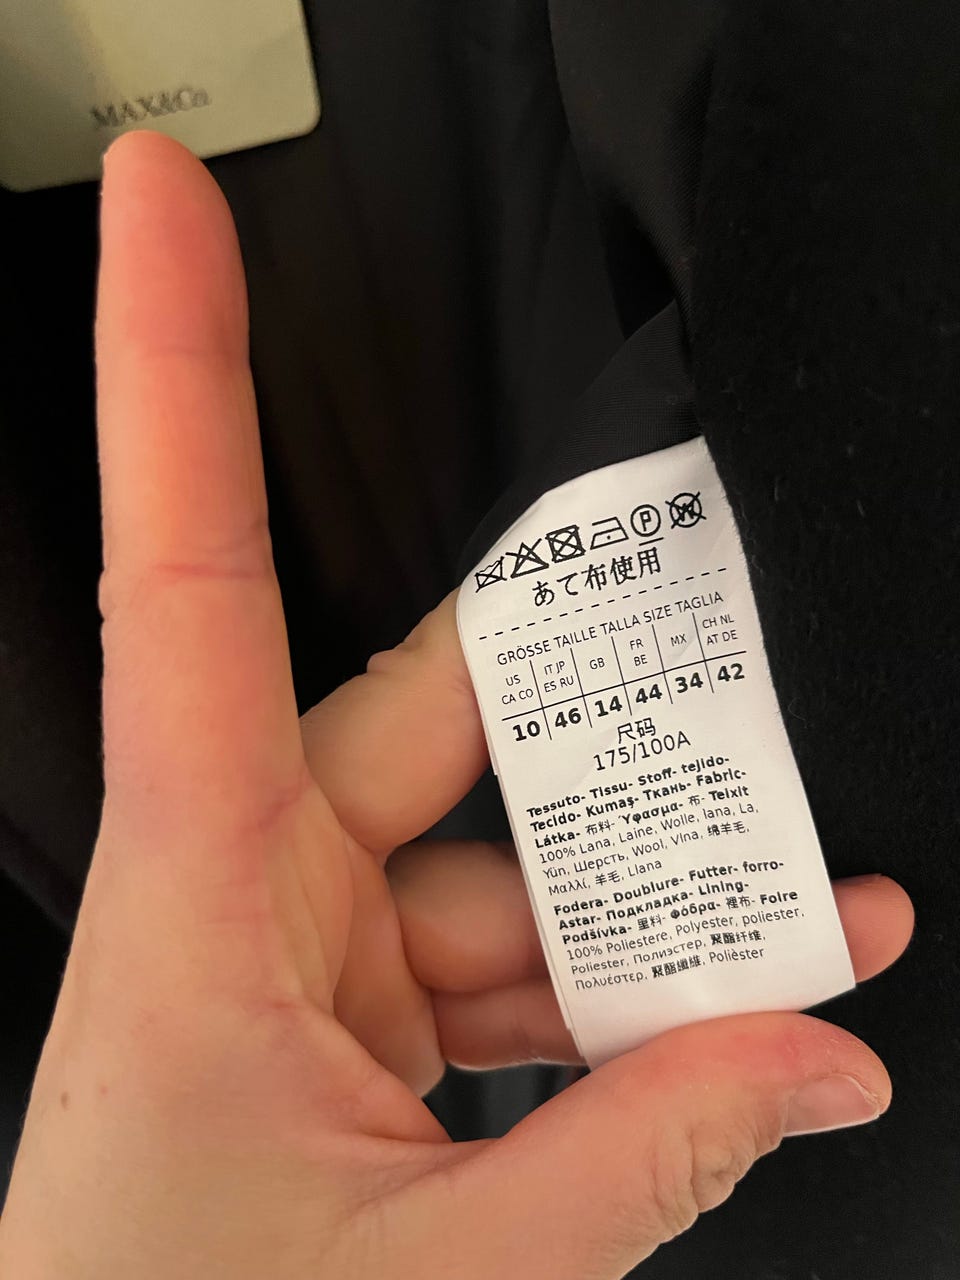 MAX&Co
P
W
あて布使用
GRÖSSE TAILLE TALLA SIZE TAGLIA
US CA CO
IT JP ES RU
GB
FR BE
MX
CH NL AT DE
10 46 14 44 34 42
尺码
175/100A
Tessuto- Tissu- Stoff- tejido-
Tecido- Kumaş- Ткань- Fabric-
Látka- 布料- Ύφασμα- 布- Teixit
100% Lana, Laine, Wolle, lana, La,
Yün, Шерсть, Wool, Vlna, 绵羊毛,
Μαλλί, 羊毛, Llana
Fodera- Doublure- Futter- forro-
Astar- Подкладка- Lining-
Podšívka- 里料- φόδρα- 裡布- Folre
100% Poliestere, Polyester, poliester,
Poliester, Полиэстер, 聚酯纤维,
Πολυέστερ, 聚酯纖維, Polièster